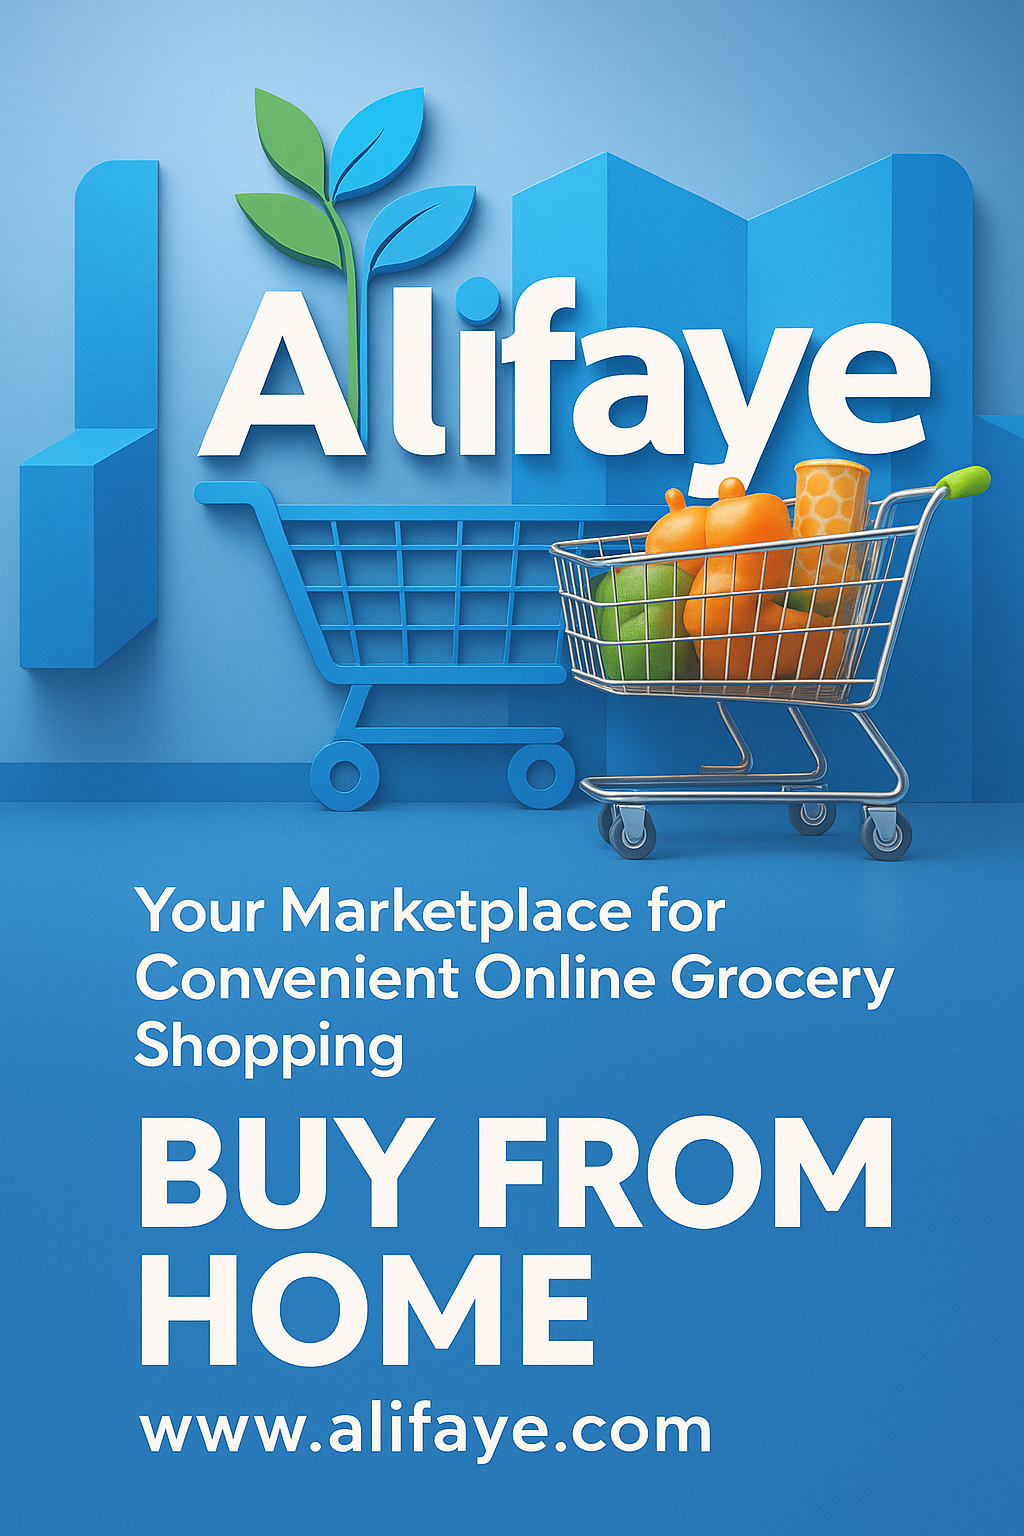 Alifaye
Your Marketplace for
Convenient Online Grocery
Shopping
BUY FROM
HOME
www.alifaye.com